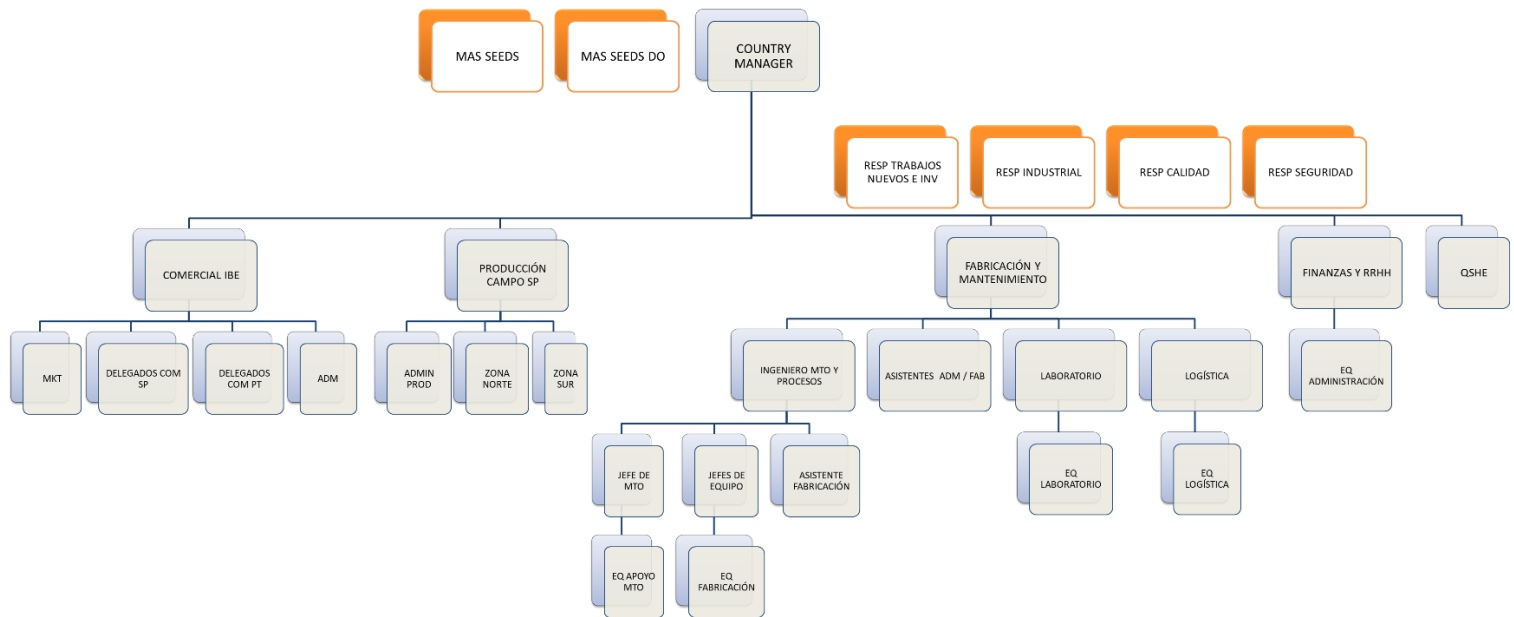 MAS SEEDS
MAS SEEDS DO
COUNTRY
MANAGER
RESP TRABAJOS
NUEVOS E INV
RESP INDUSTRIAL
RESP CALIDAD
RESP SEGURIDAD
COMERCIAL IBE
PRODUCCIÓN
CAMPO SP
FABRICACIÓN Y
MANTENIMIENTO
FINANZAS Y RRHH
QSHE
MKT
DELEGADOS COM
SP
DELEGADOS
COM PT
ADM
ADMIN
PROD
ZONA
NORTE
ZONA
SUR
INGENIERO MTO Y
PROCESOS
ASISTENTES ADM / FAB
LABORATORIO
LOGÍSTICA
EQ
ADMINISTRACIÓN
JEFE DE
MTO
JEFES DE
EQUIPO
ASISTENTE
FABRICACIÓN
EQ
LABORATORIO
EQ
LOGÍSTICA
EQ APOYO
MTO
EQ
FABRICACIÓN